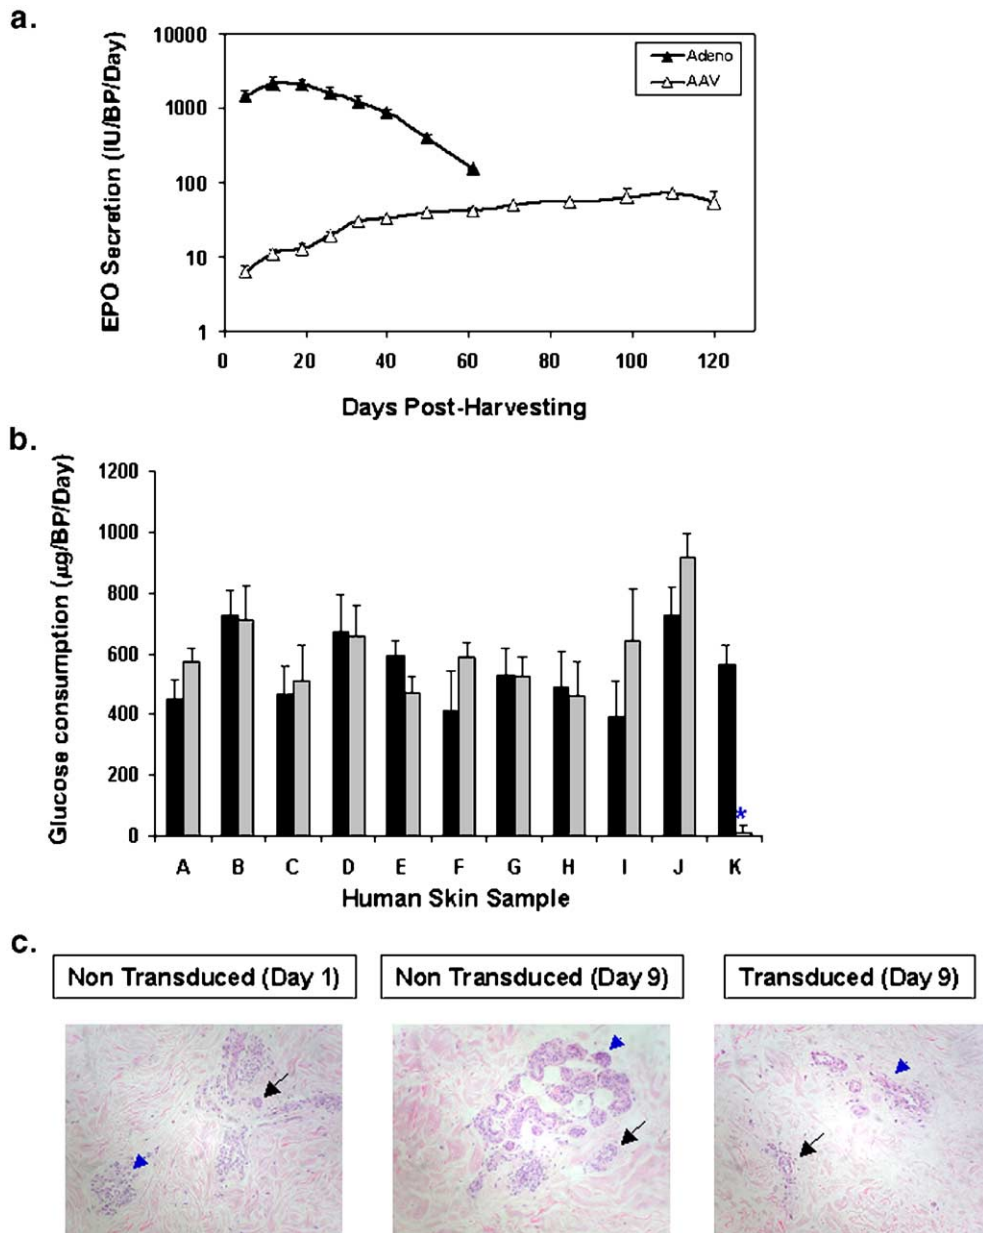 a.
10000
1000
100
10
1
EPO Secretion (IU/BP/Day)
Adeno
AAV
0 20 40 60 80 100 120
Days Post-Harvesting
b.
1200
1000
800
600
400
200
0
Glucose consumption (µg/BP/Day)
*
A B C D E F G H I J K
Human Skin Sample
c.
Non Transduced (Day 1)
Non Transduced (Day 9)
Transduced (Day 9)